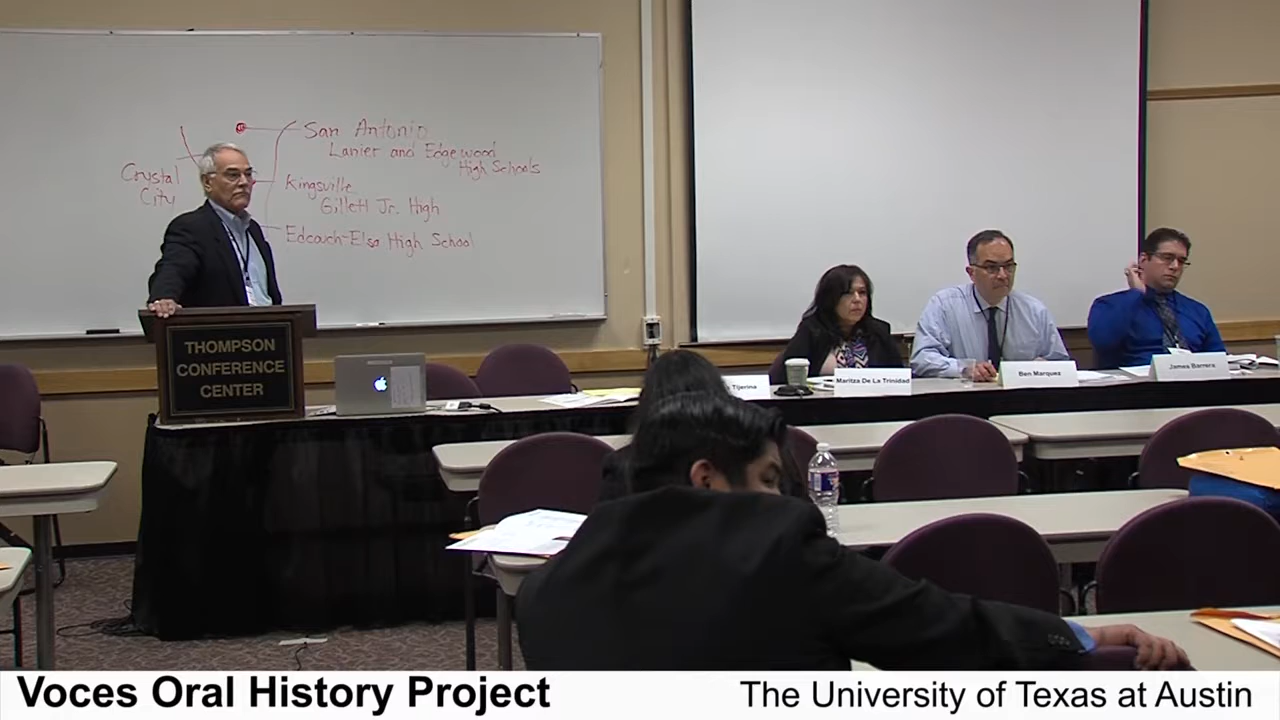 San Antonio
Lanier and Edgewood
High Schools
Crystal
City
Kingsville
Gillett Jr. High
Edcouch-Elsa High School
THOMPSON
CONFERENCE
CENTER
Tijerina
Maritza De La Trinidad
Ben Marquez
James Barrera
Voces Oral History Project
The University of Texas at Austin